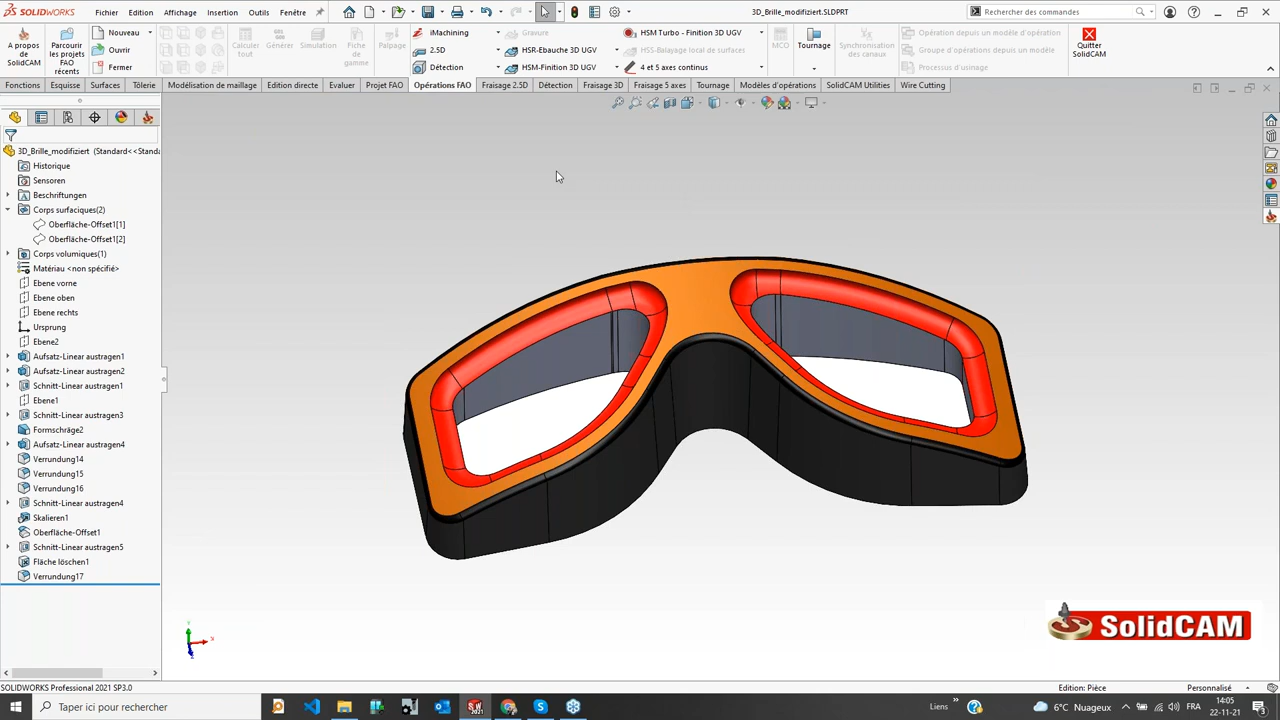 SOLIDWORKS
Fichier Edition Affichage Insertion Outils Fenêtre
3D_Brille_modifiziert.SLDPRT
Rechercher des commandes
A propos de SolidCAM
Parcourir les projets FAO récents
Nouveau
Ouvrir
Fermer
Calculer tout
Générer
Simulation
Fiche de gamme
Palpage
iMachining
2.5D
Détection
Gravure
HSR-Ebauche 3D UGV
HSM-Finition 3D UGV
HSM Turbo - Finition 3D UGV
HSS-Balayage local de surfaces
4 et 5 axes continus
MCO
Tournage
Synchronisation des canaux
Opération depuis un modèle d'opération
Groupe d'opérations depuis un modèle
Processus d'usinage
Quitter SolidCAM
Fonctions Esquisse Surfaces Tôlerie Modélisation de maillage Edition directe Evaluer Projet FAO Opérations FAO Fraisage 2.5D Détection Fraisage 3D Fraisage 5 axes Tournage Modèles d'opérations SolidCAM Utilities Wire Cutting
3D_Brille_modifiziert (Standard<<Standa
Historique
Sensoren
Beschriftungen
Corps surfaciques(2)
Oberfläche-Offset1[1]
Oberfläche-Offset1[2]
Corps volumiques(1)
Matériau <non spécifié>
Ebene vorne
Ebene oben
Ebene rechts
Ursprung
Ebene2
Aufsatz-Linear austragen1
Aufsatz-Linear austragen2
Schnitt-Linear austragen1
Ebene1
Schnitt-Linear austragen3
Formschräge2
Aufsatz-Linear austragen4
Verrundung14
Verrundung15
Verrundung16
Schnitt-Linear austragen4
Skalieren1
Oberfläche-Offset1
Schnitt-Linear austragen5
Fläche löschen1
Verrundung17
SolidCAM
SOLIDWORKS Professional 2021 SP3.0
Edition: Pièce
Personnalisé
Taper ici pour rechercher
Liens
6°C Nuageux
FRA
14:05
22-11-21